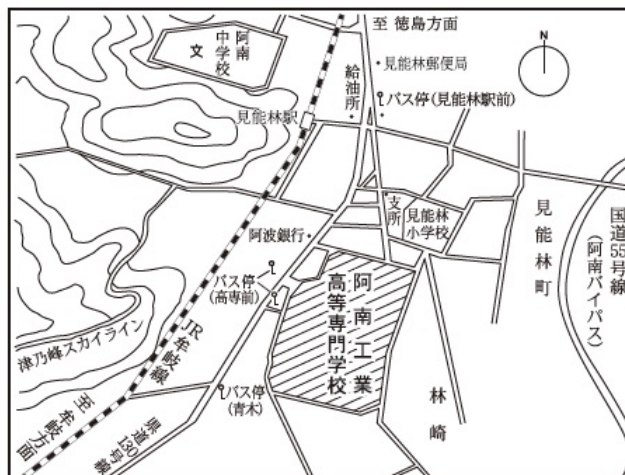 至 徳島方面
N
阿南
中学校
文
給油所
見能林郵便局
バス停(見能林駅前)
見能林駅
支所
見能林
小学校
見能林町
国道55号線
(阿南バイパス)
阿波銀行
バス停
(高専前)
阿南工業
高等専門学校
JR牟岐線
津乃峰スカイライン
バス停
(青木)
林崎
至 牟岐方面
県道130号線